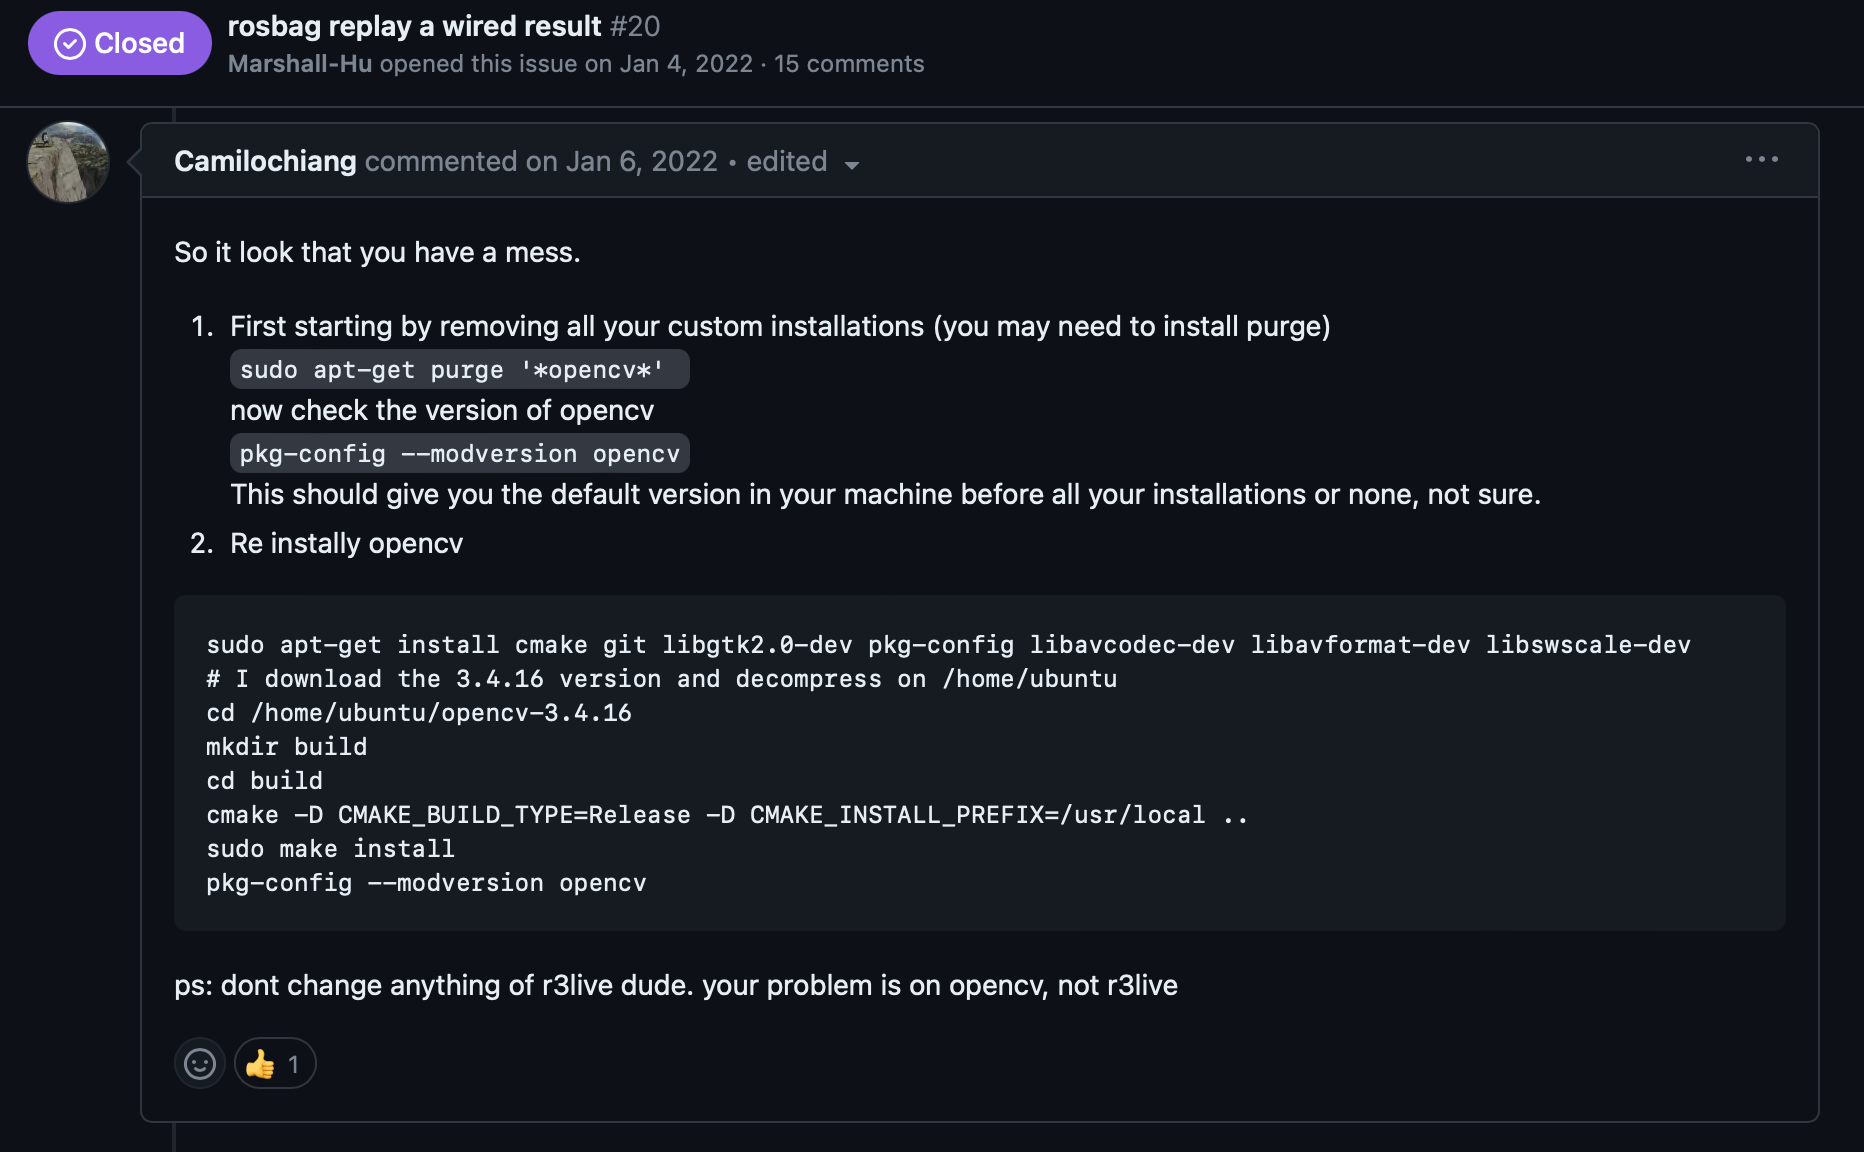 Closed
rosbag replay a wired result #20
Marshall-Hu opened this issue on Jan 4, 2022 · 15 comments
Camilochiang commented on Jan 6, 2022 • edited
So it look that you have a mess.
1. First starting by removing all your custom installations (you may need to install purge)
sudo apt-get purge '*opencv*'
now check the version of opencv
pkg-config --modversion opencv
This should give you the default version in your machine before all your installations or none, not sure.
2. Re instally opencv
sudo apt-get install cmake git libgtk2.0-dev pkg-config libavcodec-dev libavformat-dev libswscale-dev
# I download the 3.4.16 version and decompress on /home/ubuntu
cd /home/ubuntu/opencv-3.4.16
mkdir build
cd build
cmake -D CMAKE_BUILD_TYPE=Release -D CMAKE_INSTALL_PREFIX=/usr/local ..
sudo make install
pkg-config --modversion opencv
ps: dont change anything of r3live dude. your problem is on opencv, not r3live
👍 1